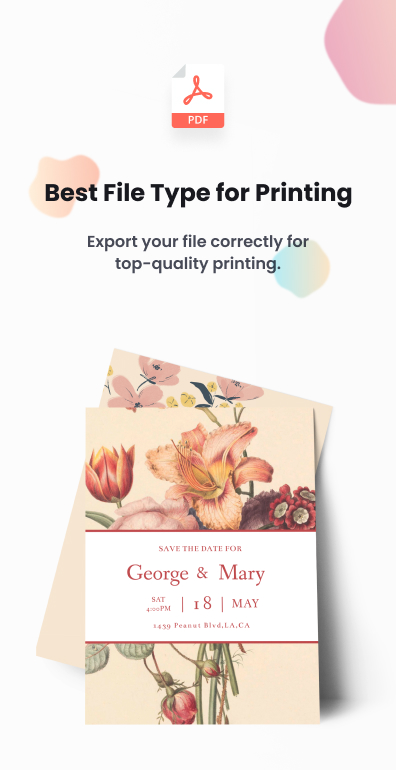 PDF
Best File Type for Printing
Export your file correctly for
top-quality printing.
SAVE THE DATE FOR
George & Mary
SAT
4:00PM
| 18 | MAY
1439 Peanut Blvd,LA,CA